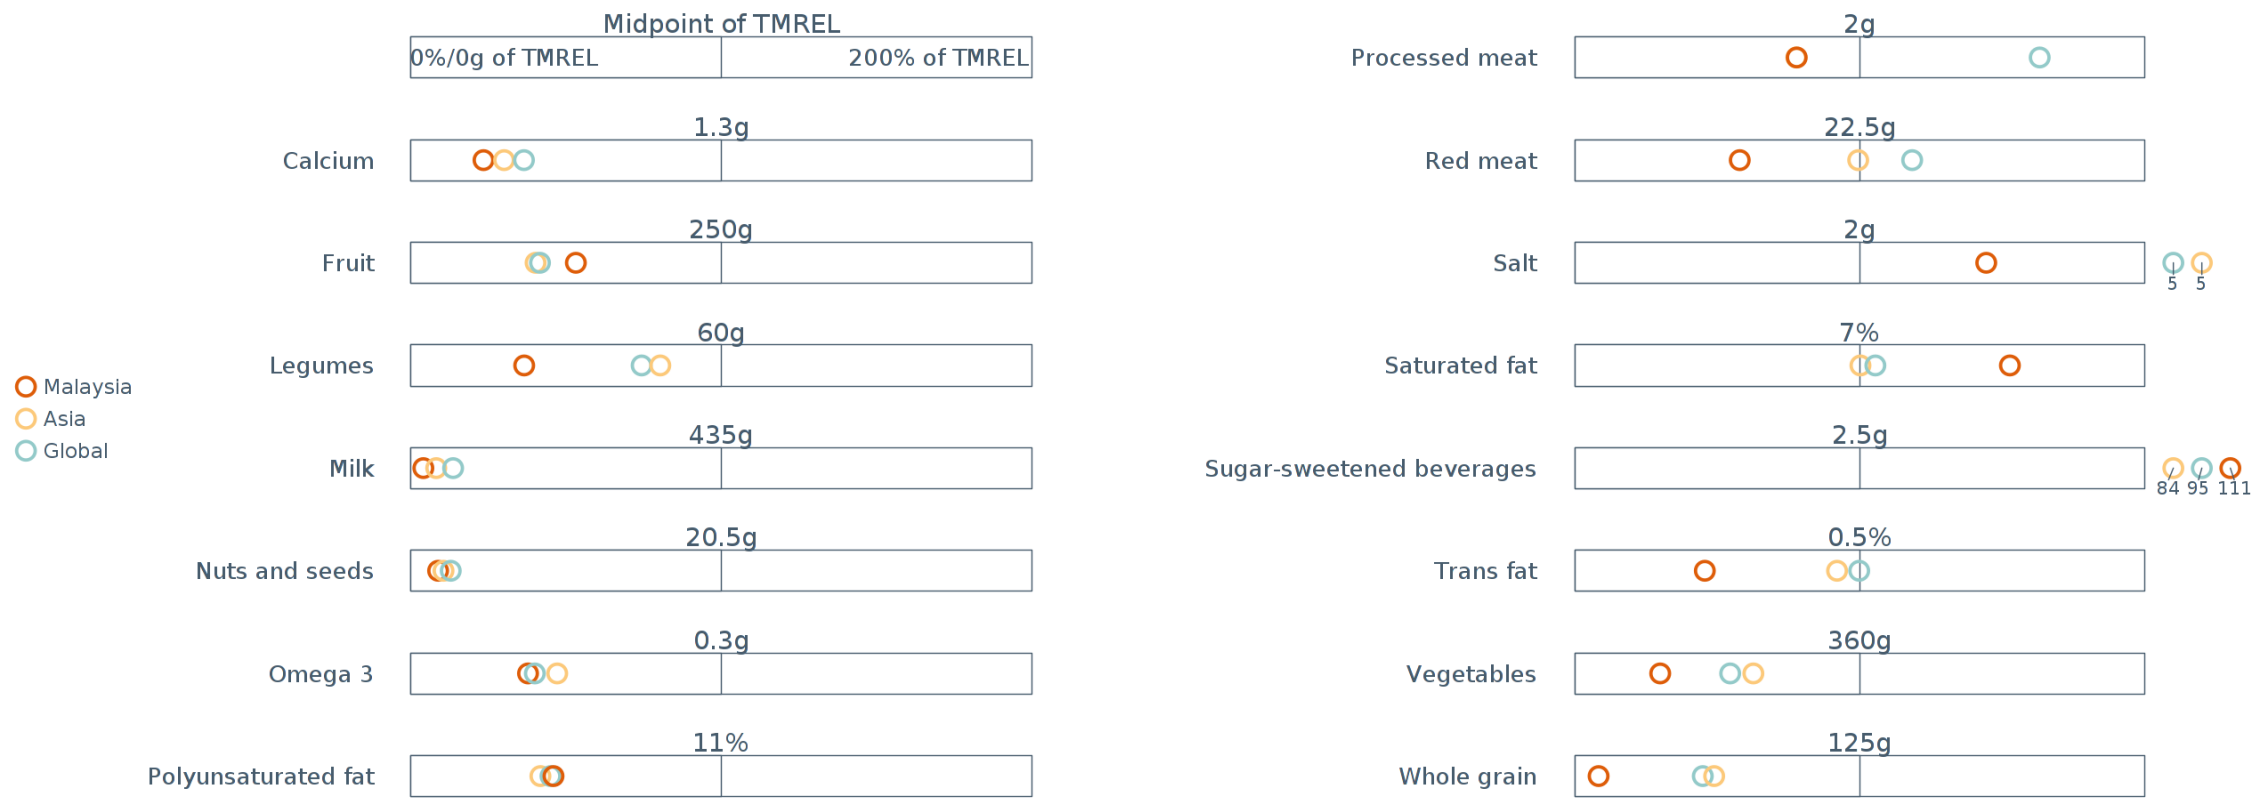 Midpoint of TMREL
0%/0g of TMREL 200% of TMREL
Calcium
1.3g
Fruit
250g
Legumes
60g
Milk
435g
Nuts and seeds
20.5g
Omega 3
0.3g
Polyunsaturated fat
11%
Malaysia
Asia
Global
Processed meat
2g
Red meat
22.5g
Salt
2g
5 5
Saturated fat
7%
Sugar-sweetened beverages
2.5g
84 95 111
Trans fat
0.5%
Vegetables
360g
Whole grain
125g